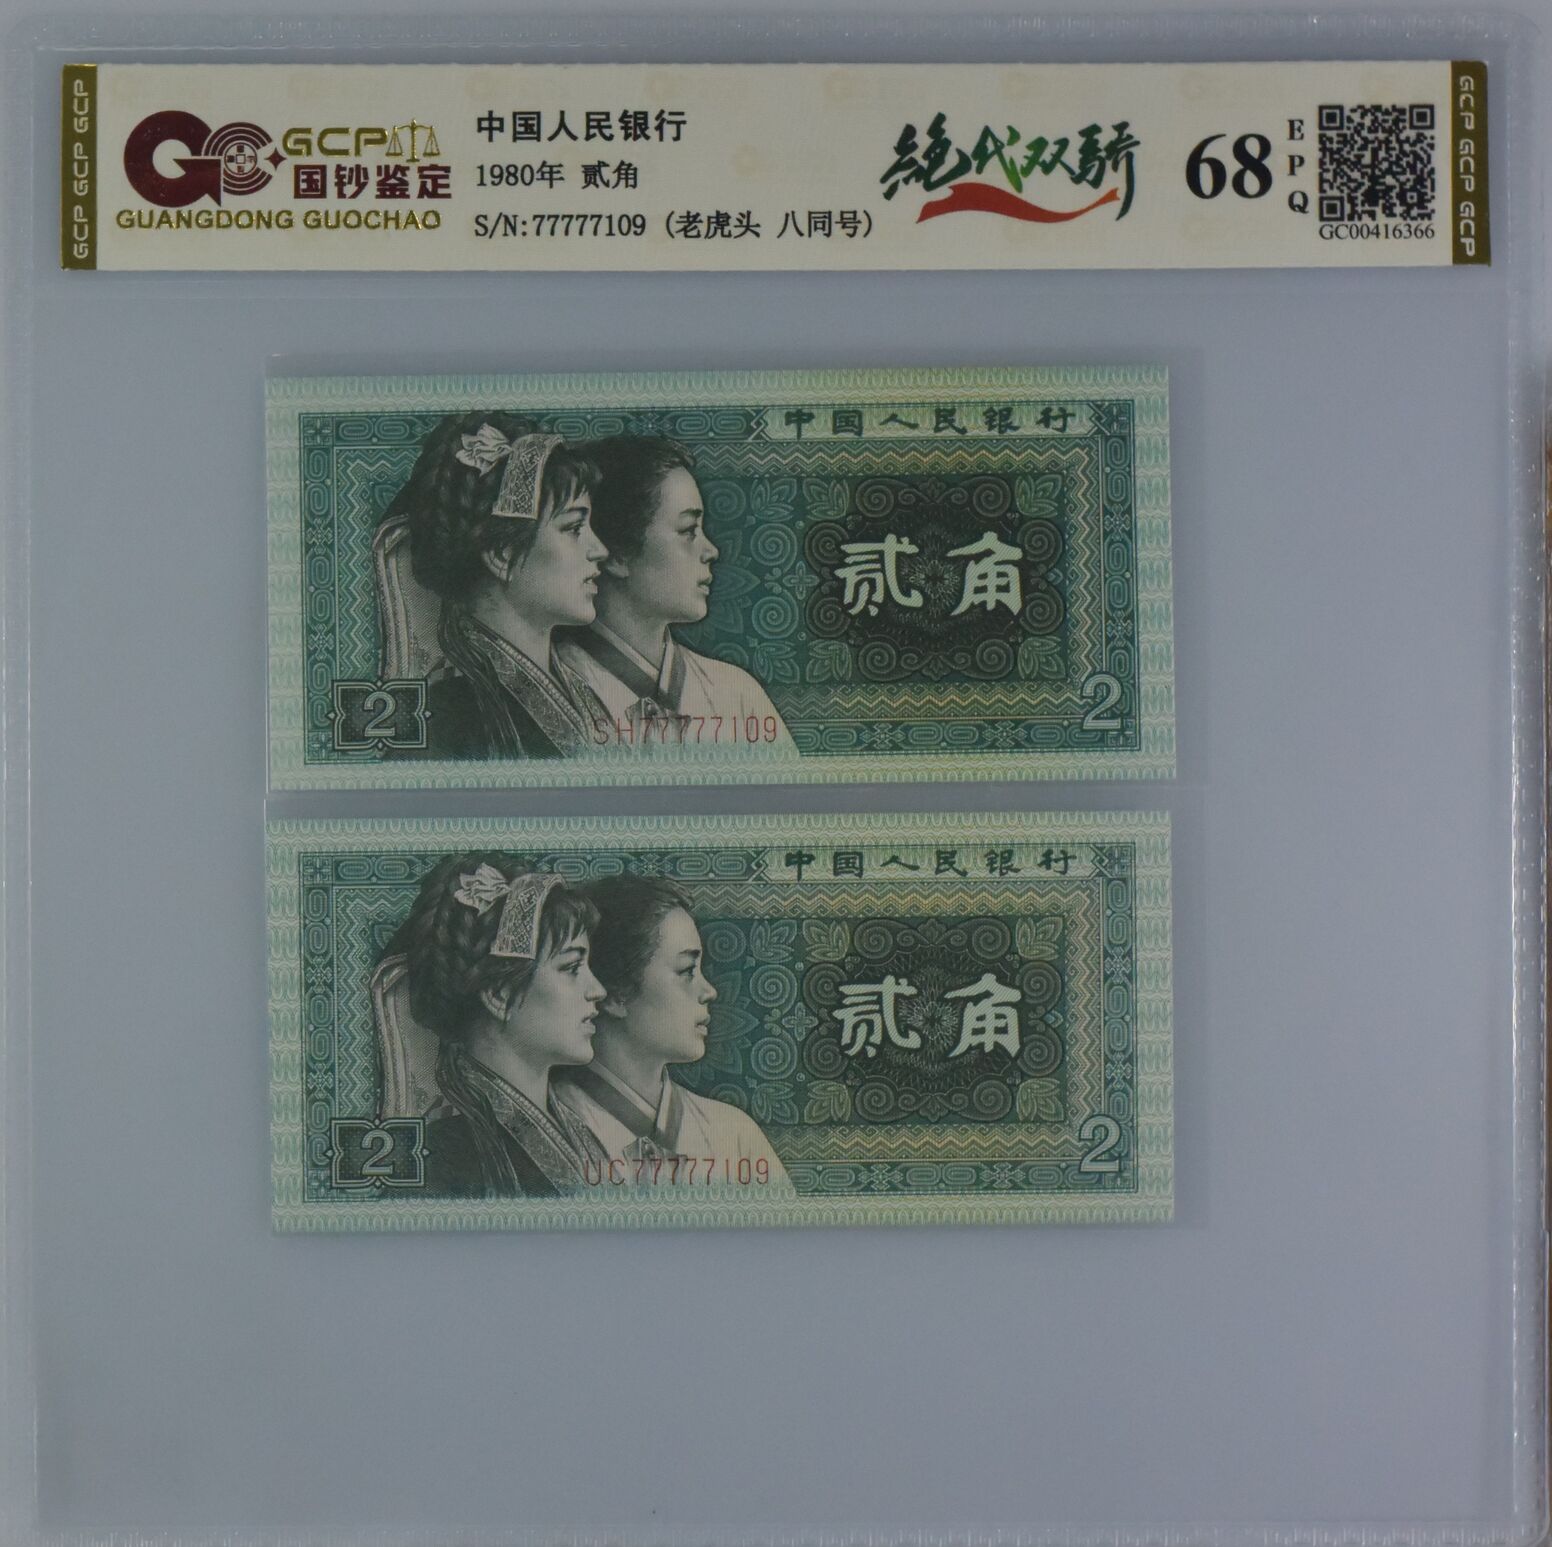 GCP GCP GCP
GCP
国钞鉴定
GUANGDONG GUOCHAO
中国人民银行
1980年 贰角
S/N:77777109 (老虎头 八同号)
絕代双骄
68
EPQ
GC00416366
GCP GCP GCP
中国人民银行
贰角
2
SH77777109
2
中国人民银行
贰角
2
UC77777109
2